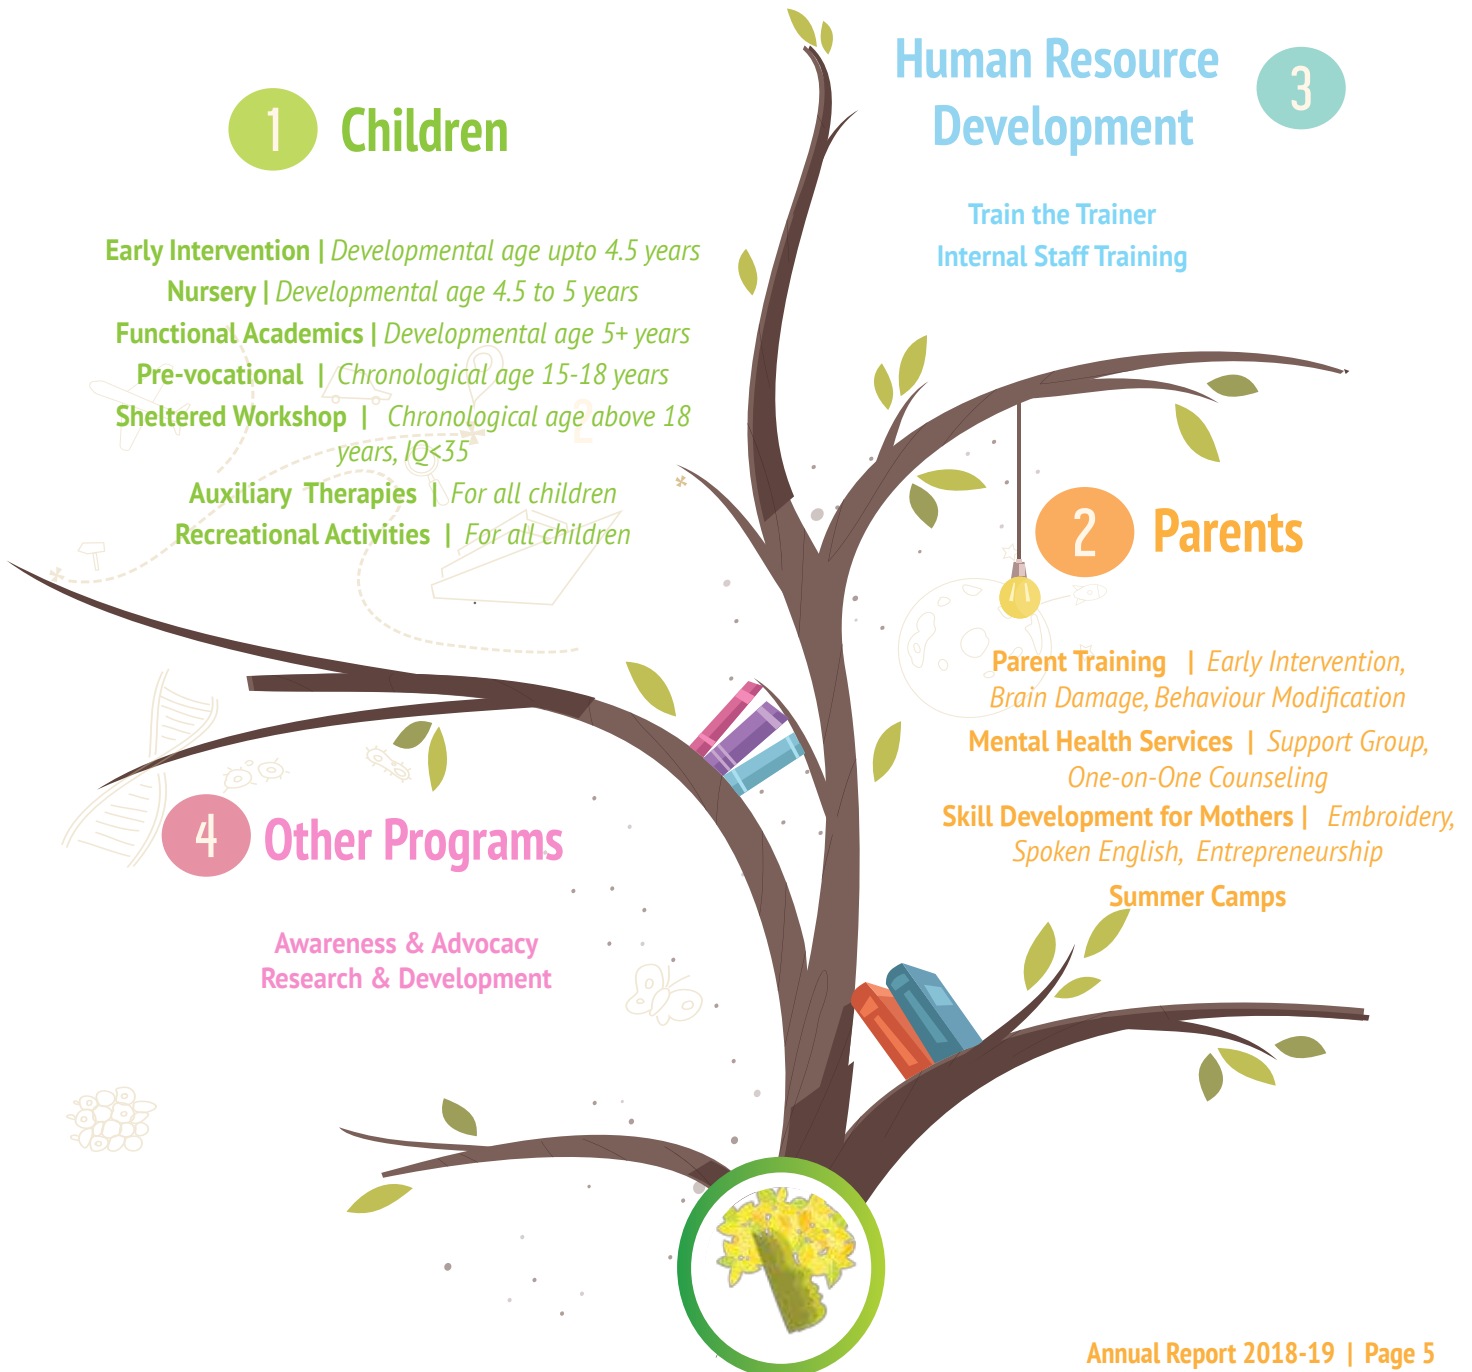 1 Children
Early Intervention | Developmental age upto 4.5 years
Nursery | Developmental age 4.5 to 5 years
Functional Academics | Developmental age 5+ years
Pre-vocational | Chronological age 15-18 years
Sheltered Workshop | Chronological age above 18
years, IQ<35
Auxiliary Therapies | For all children
Recreational Activities | For all children
2
Human Resource
Development
3
Train the Trainer
Internal Staff Training
2 Parents
Parent Training | Early Intervention,
Brain Damage, Behaviour Modification
Mental Health Services | Support Group,
One-on-One Counseling
Skill Development for Mothers | Embroidery,
Spoken English, Entrepreneurship
Summer Camps
4 Other Programs
Awareness & Advocacy
Research & Development
Annual Report 2018-19 | Page 5